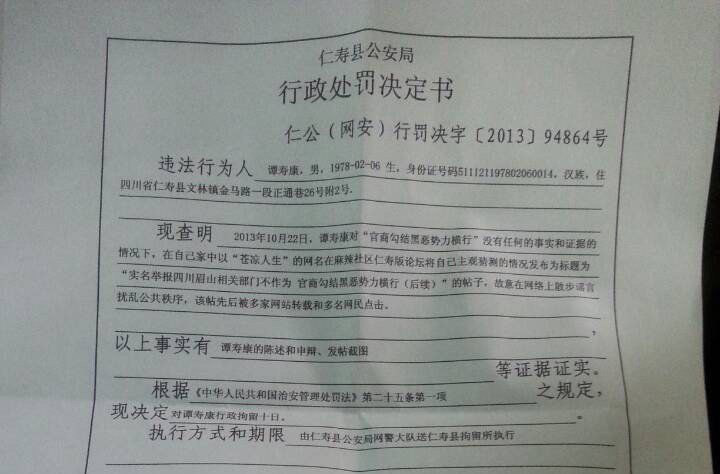 仁寿县公安局
行政处罚决定书
仁公（网安）行罚决字〔2013〕94864号
违法行为人 谭寿康，男，1978-02-06 生，身份证号码511121197802060014，汉族，住
四川省仁寿县文林镇金马路一段正通巷26号附2号.
现查明 2013年10月22日，谭寿康对“官商勾结黑恶势力横行”没有任何的事实和证据的
情况下，在自己家中以“苍凉人生”的网名在麻辣社区仁寿版论坛将自己主观猜测的情况发布为标题为
“实名举报四川眉山相关部门不作为 官商勾结黑恶势力横行（后续）”的帖子，故意在网络上散步谣言
扰乱公共秩序，该帖先后被多家网站转载和多名网民点击。
，
以上事实有 谭寿康的陈述和申辩、发帖截图
等证据证实。
根据 《中华人民共和国治安管理处罚法》第二十五条第一项 之规定，
现决定 对谭寿康行政拘留十日。
执行方式和期限 由仁寿县公安局网警大队送仁寿县拘留所执行